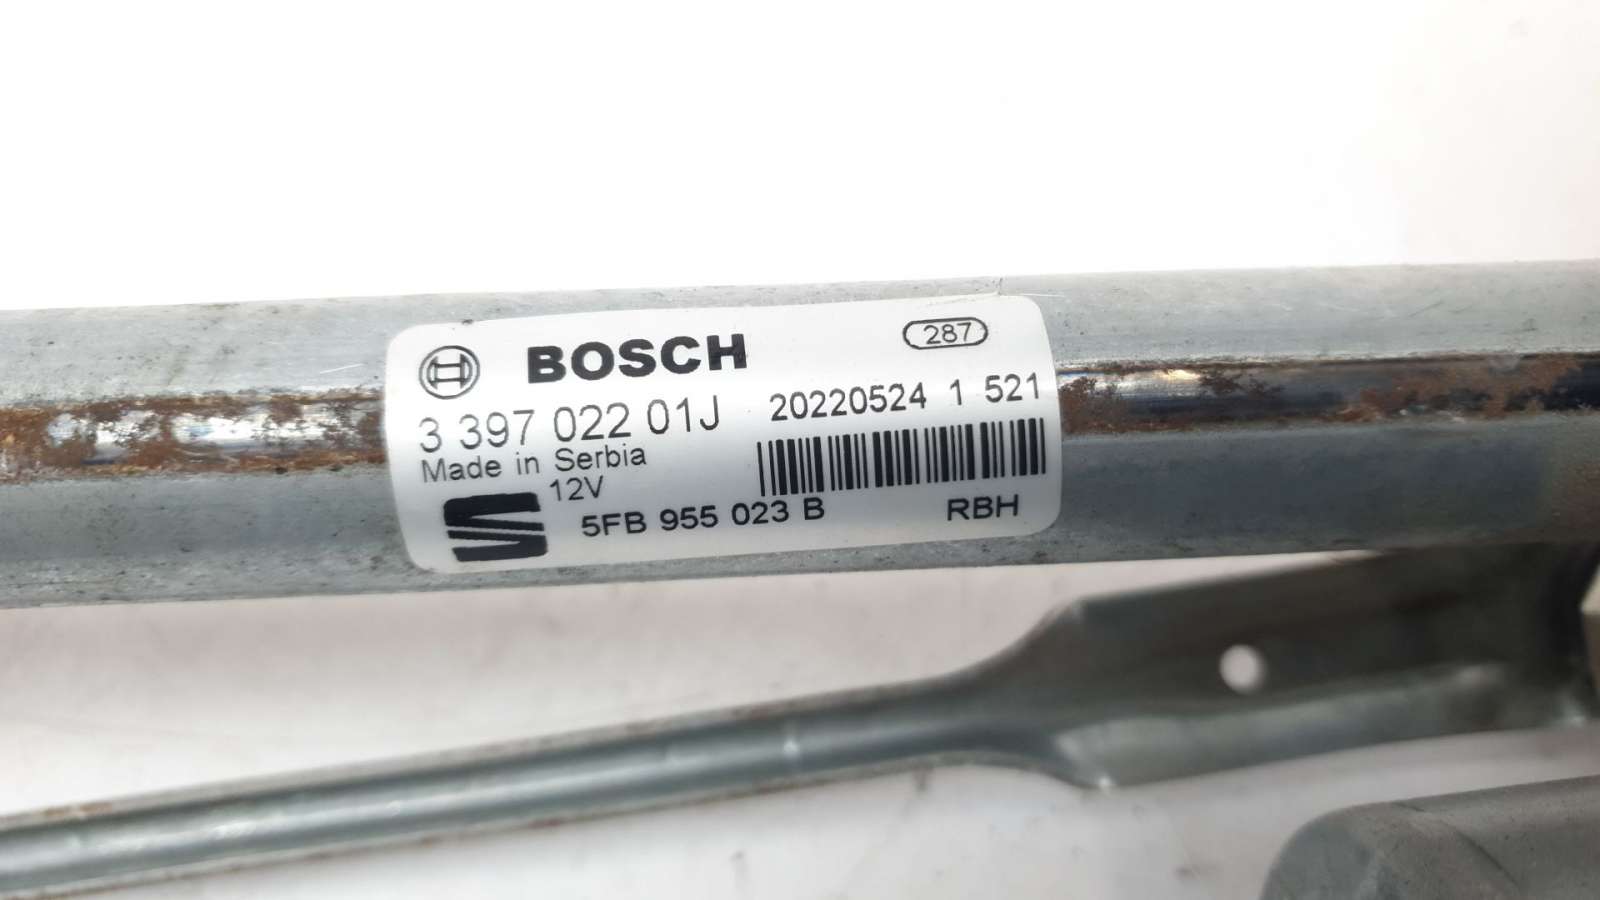 BOSCH 287
3 397 022 01J 20220524 1 521
Made in Serbia
12V
5FB 955 023 B RBH